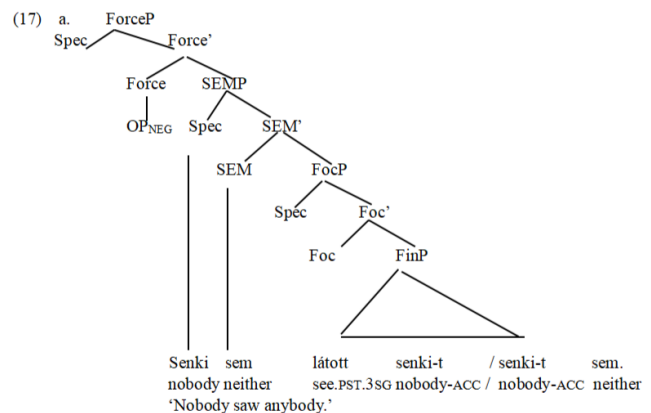 (17) a. ForceP
Spec Force’
Force SEMP
OPNEG Spec SEM’
SEM FocP
Spec Foc’
Foc FinP
Senki sem látott senki-t / senki-t sem.
nobody neither see.PST.3SG nobody-ACC / nobody-ACC neither
‘Nobody saw anybody.’